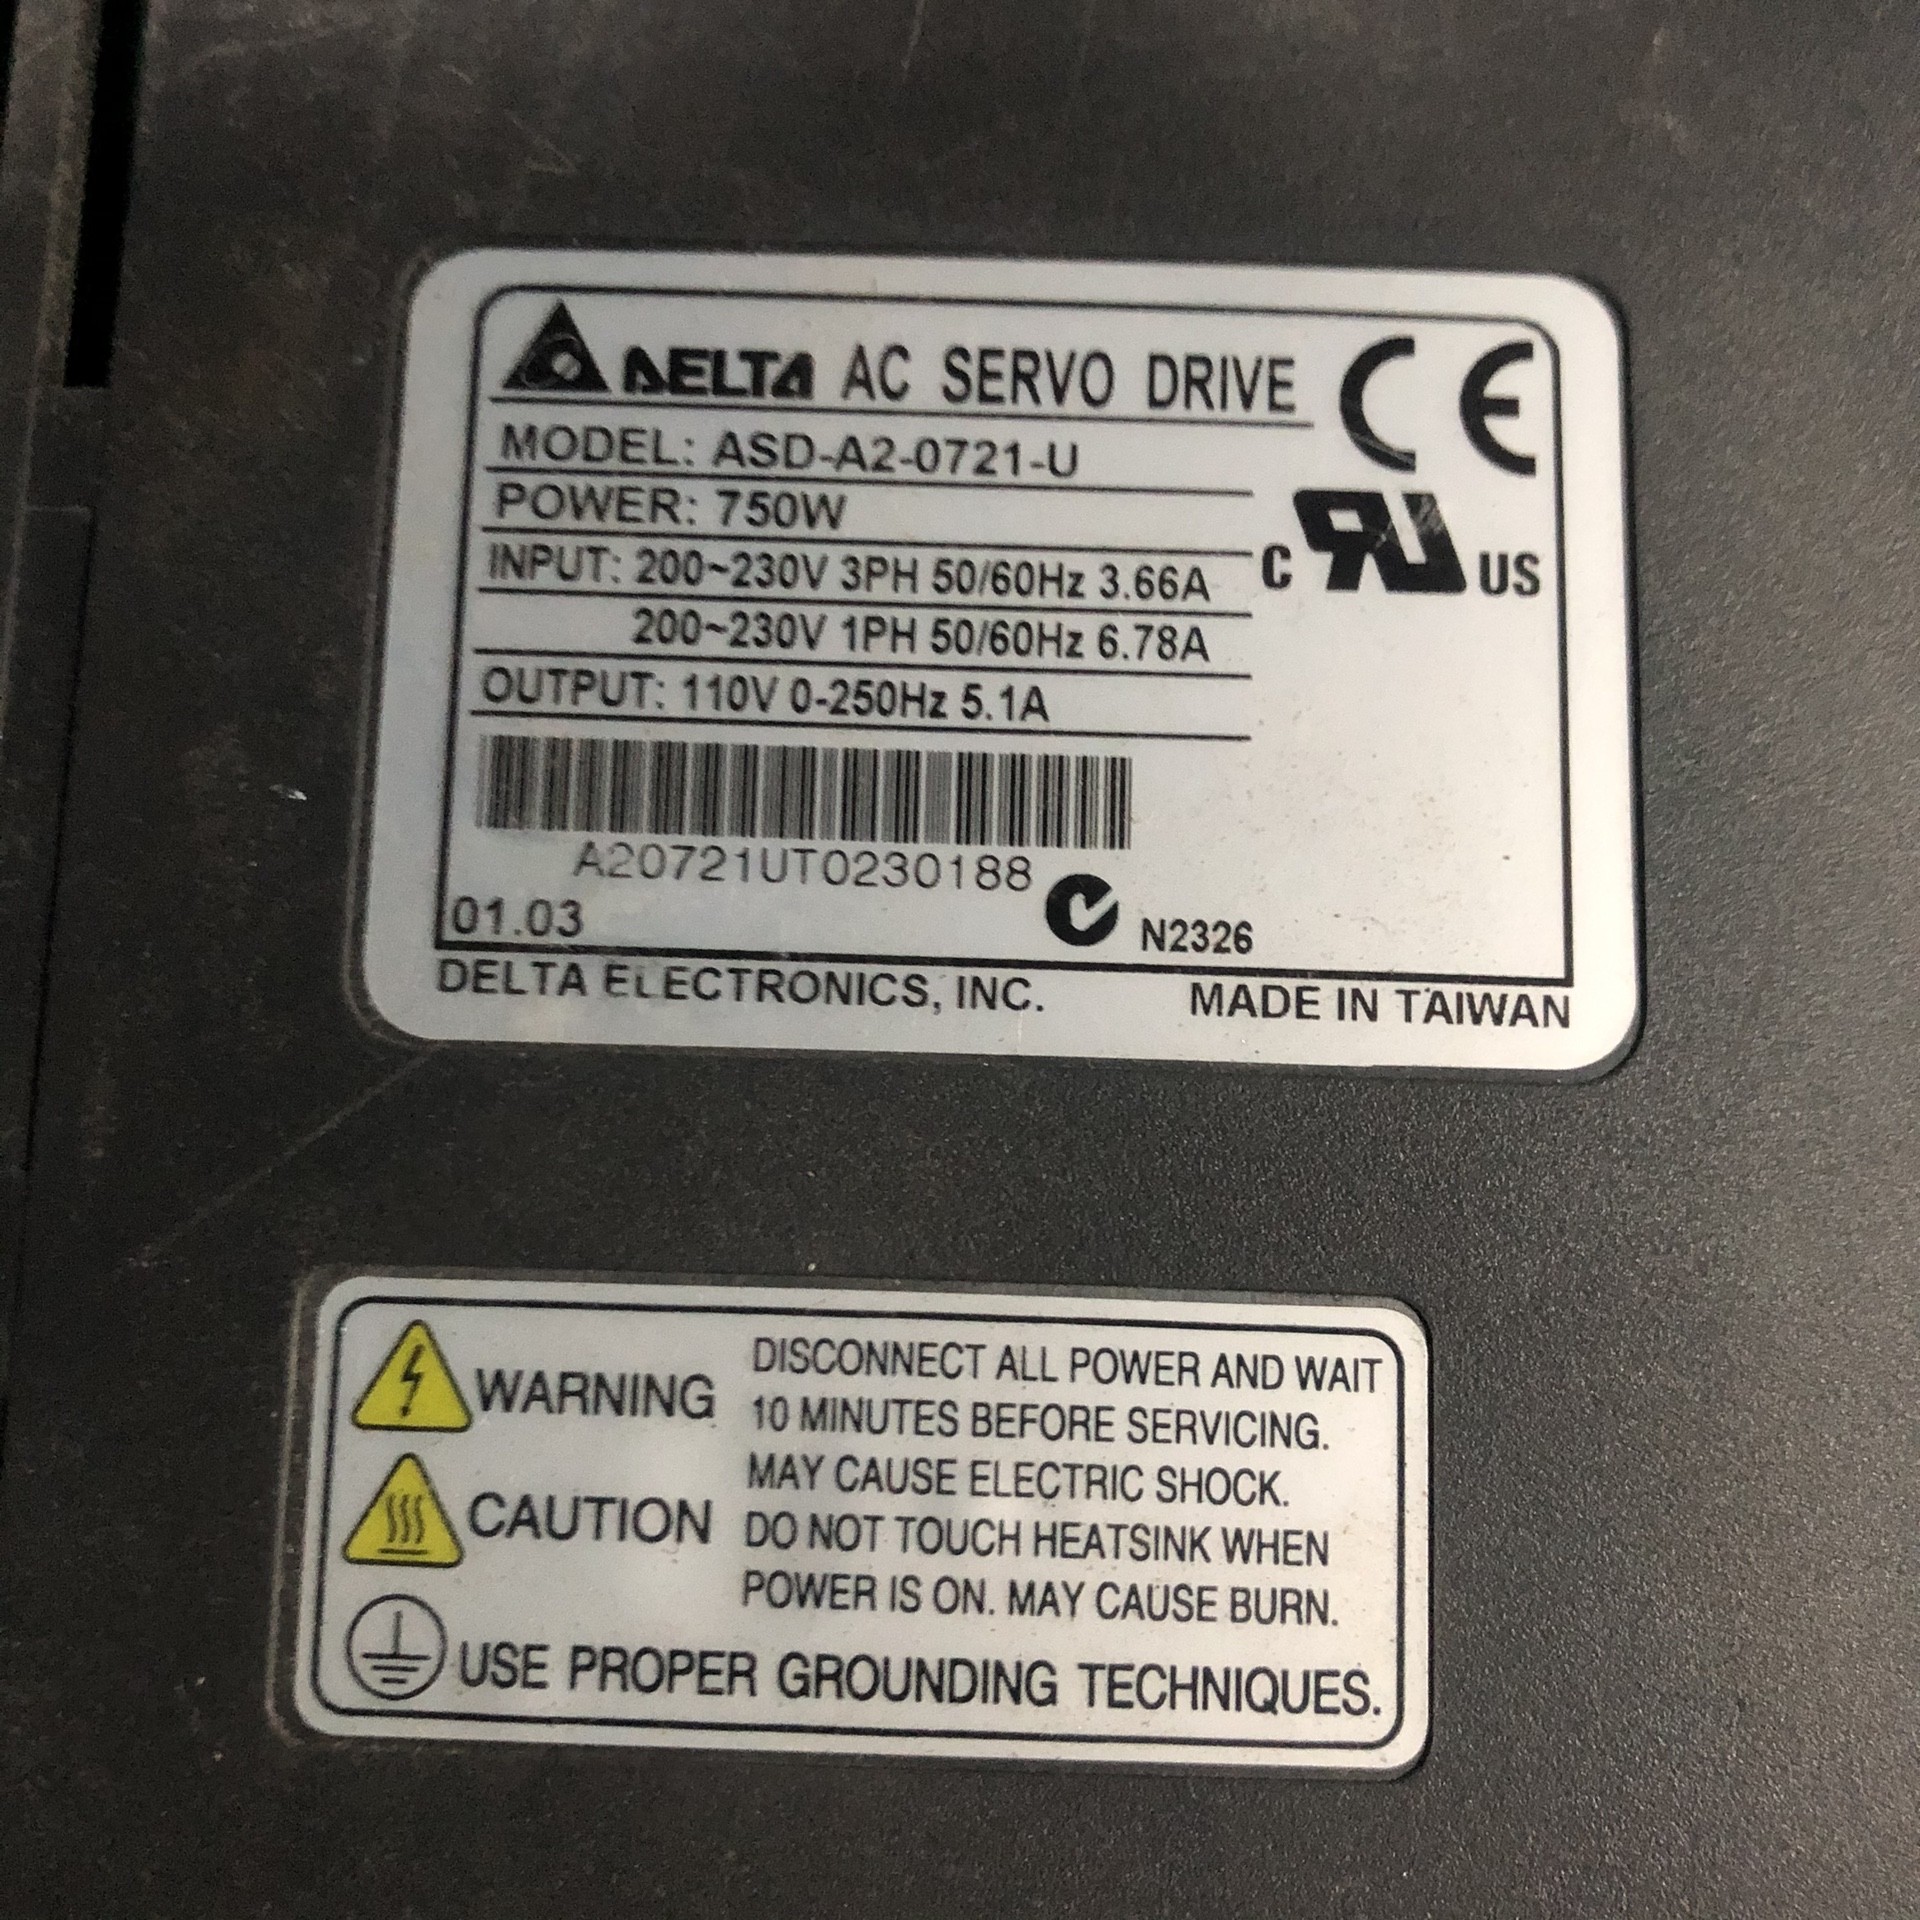 DELTA AC SERVO DRIVE CE
MODEL: ASD-A2-0721-U
POWER: 750W
INPUT: 200~230V 3PH 50/60Hz 3.66A
C RU US
200~230V 1PH 50/60Hz 6.78A
OUTPUT: 110V 0-250Hz 5.1A
A20721UT0230188
01.03
N2326
DELTA ELECTRONICS, INC. MADE IN TAIWAN
WARNING DISCONNECT ALL POWER AND WAIT
10 MINUTES BEFORE SERVICING.
MAY CAUSE ELECTRIC SHOCK.
CAUTION DO NOT TOUCH HEATSINK WHEN
POWER IS ON. MAY CAUSE BURN.
USE PROPER GROUNDING TECHNIQUES.